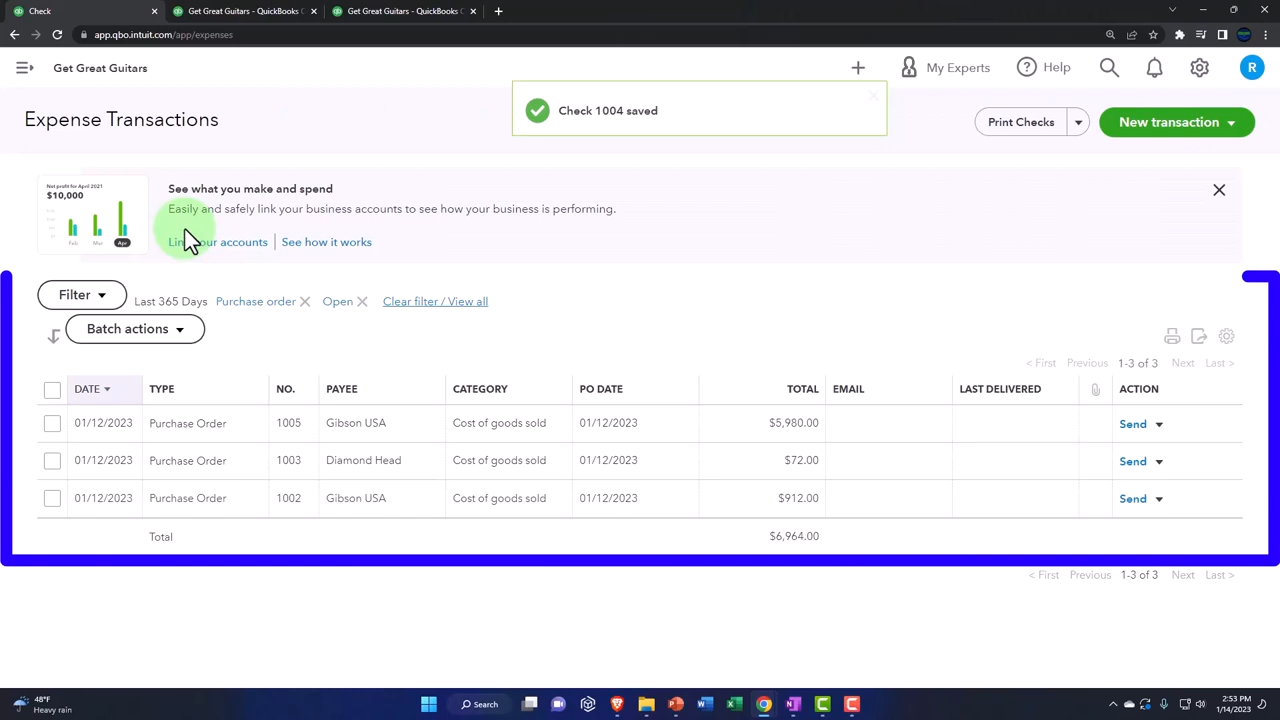 Check
Get Great Guitars - QuickBooks C
Get Great Guitars - QuickBooks C
app.qbo.intuit.com/app/expenses
Get Great Guitars
My Experts
Help
R
Expense Transactions
Check 1004 saved
Print Checks
New transaction
Net profit for April 2021
$10,000
Feb
Mar
Apr
See what you make and spend
Easily and safely link your business accounts to see how your business is performing.
Link your accounts
See how it works
Filter
Last 365 Days
Purchase order
Open
Clear filter / View all
Batch actions
< First Previous 1-3 of 3 Next Last >
DATE TYPE NO. PAYEE CATEGORY PO DATE TOTAL EMAIL LAST DELIVERED ACTION
01/12/2023 Purchase Order 1005 Gibson USA Cost of goods sold 01/12/2023 $5,980.00 Send
01/12/2023 Purchase Order 1003 Diamond Head Cost of goods sold 01/12/2023 $72.00 Send
01/12/2023 Purchase Order 1002 Gibson USA Cost of goods sold 01/12/2023 $912.00 Send
Total $6,964.00
< First Previous 1-3 of 3 Next Last >
48°F
Heavy rain
Search
2:53 PM
1/14/2023